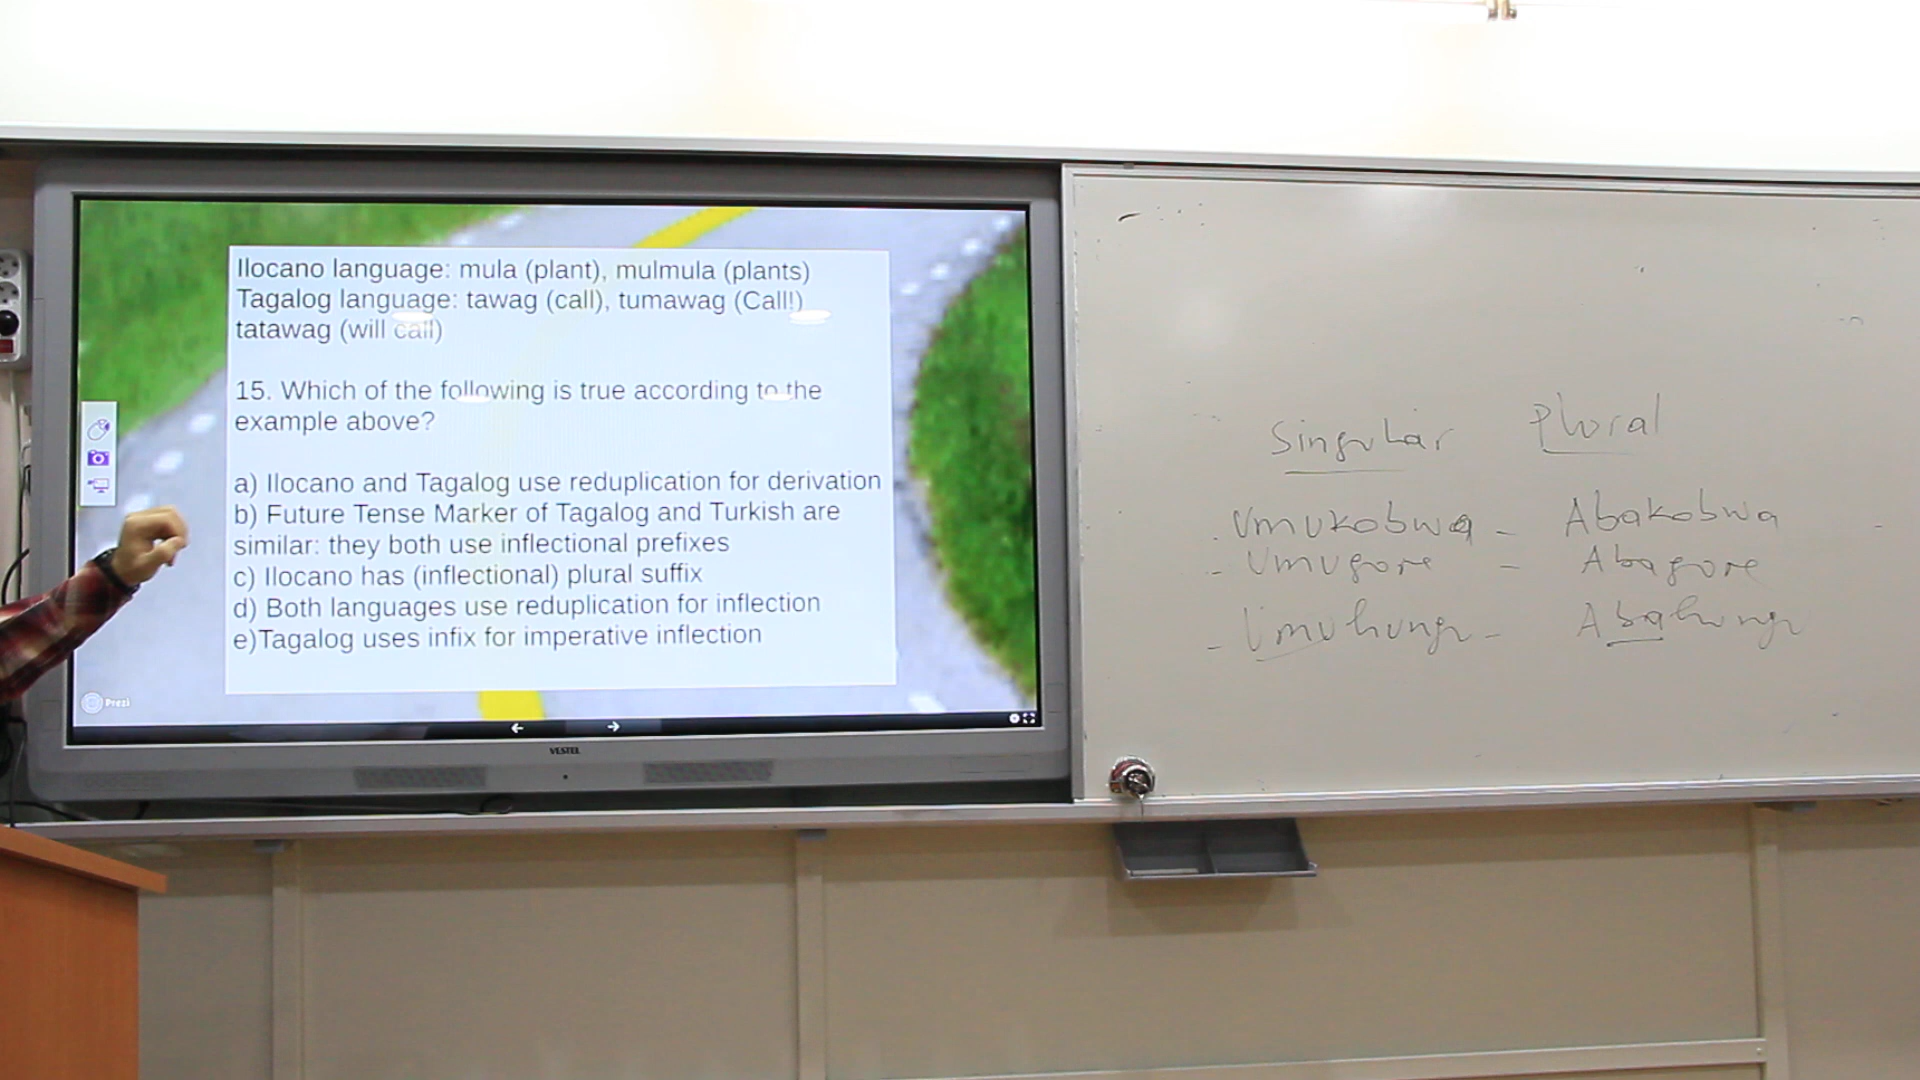 Ilocano language: mula (plant), mulmula (plants)
Tagalog language: tawag (call), tumawag (Call!)
tatawag (will call)
15. Which of the following is true according to the
example above?
a) Ilocano and Tagalog use reduplication for derivation
b) Future Tense Marker of Tagalog and Turkish are
similar: they both use inflectional prefixes
c) Ilocano has (inflectional) plural suffix
d) Both languages use reduplication for inflection
e)Tagalog uses infix for imperative inflection
Prezi
VESTEL
Singular Plural
Umukobwa - Abakobwa
- Umugore - Abagore